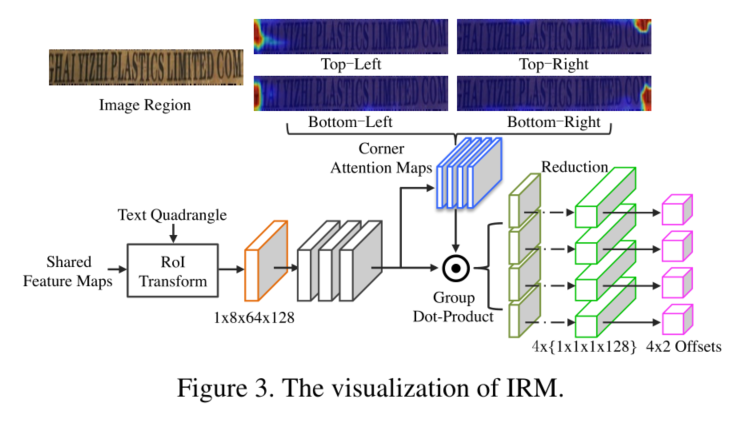 GHAI YIZHI PLASTICS LIMITED COM
Image Region
Top-Left
Top-Right
Bottom-Left
Bottom-Right
Corner
Attention Maps
Reduction
Text Quadrangle
Shared
Feature Maps
RoI
Transform
1x8x64x128
Group
Dot-Product
4x{1x1x1x128}
4x2 Offsets
Figure 3. The visualization of IRM.